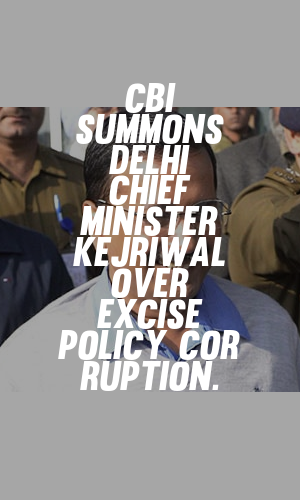 CBI
SUMMONS
DELHI
CHIEF
MINISTER
KEJRIWAL
OVER
EXCISE
POLICY COR
RUPTION.